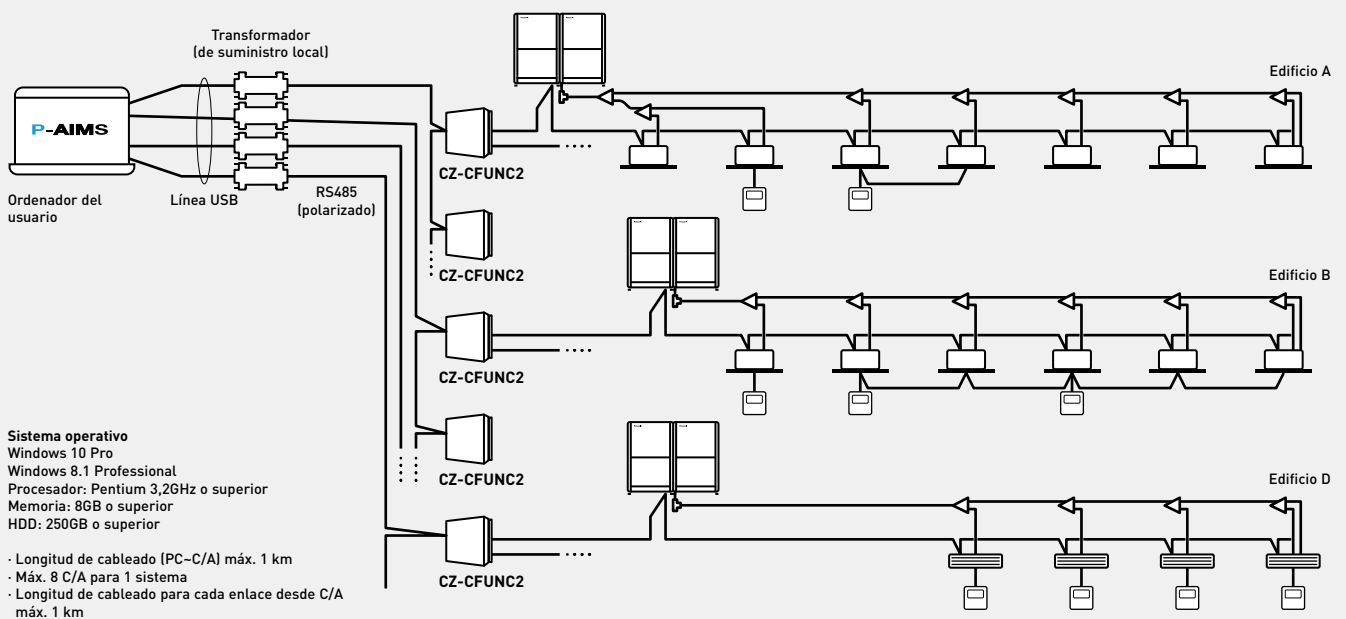 Transformador
(de suministro local)
Edificio A
P-AIMS
CZ-CFUNC2
Ordenador del
usuario
Línea USB
RS485
(polarizado)
CZ-CFUNC2
Edificio B
CZ-CFUNC2
Sistema operativo
Windows 10 Pro
Windows 8.1 Professional
Procesador: Pentium 3,2GHz o superior
Memoria: 8GB o superior
HDD: 250GB o superior
CZ-CFUNC2
Edificio D
· Longitud de cableado (PC~C/A) máx. 1 km
· Máx. 8 C/A para 1 sistema
· Longitud de cableado para cada enlace desde C/A
máx. 1 km
CZ-CFUNC2